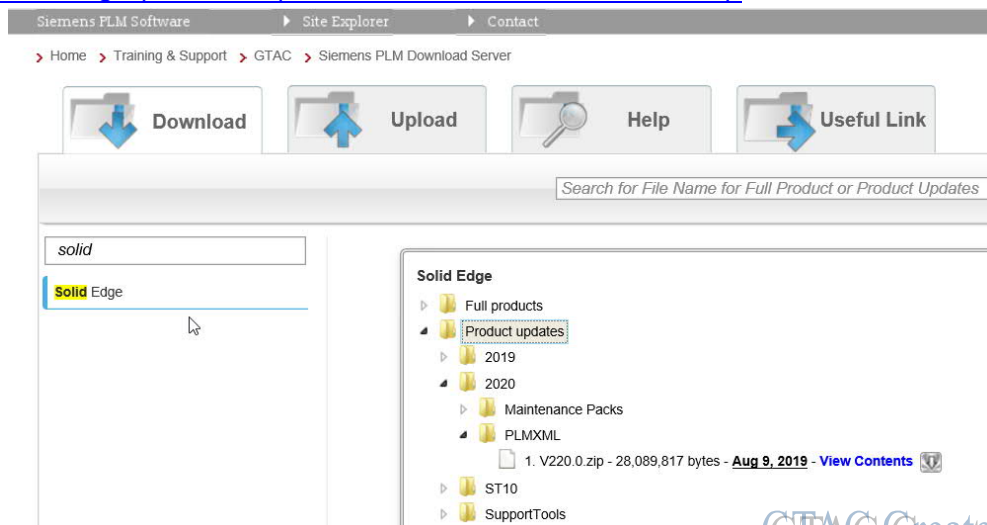 Siemens PLM Software Site Explorer Contact
Home Training & Support GTAC Siemens PLM Download Server
Download Upload Help Useful Link
Search for File Name for Full Product or Product Updates
solid
Solid Edge
Solid Edge
Full products
Product updates
2019
2020
Maintenance Packs
PLMXML
1. V220.0.zip - 28,089,817 bytes - Aug 9, 2019 - View Contents
ST10
SupportTools